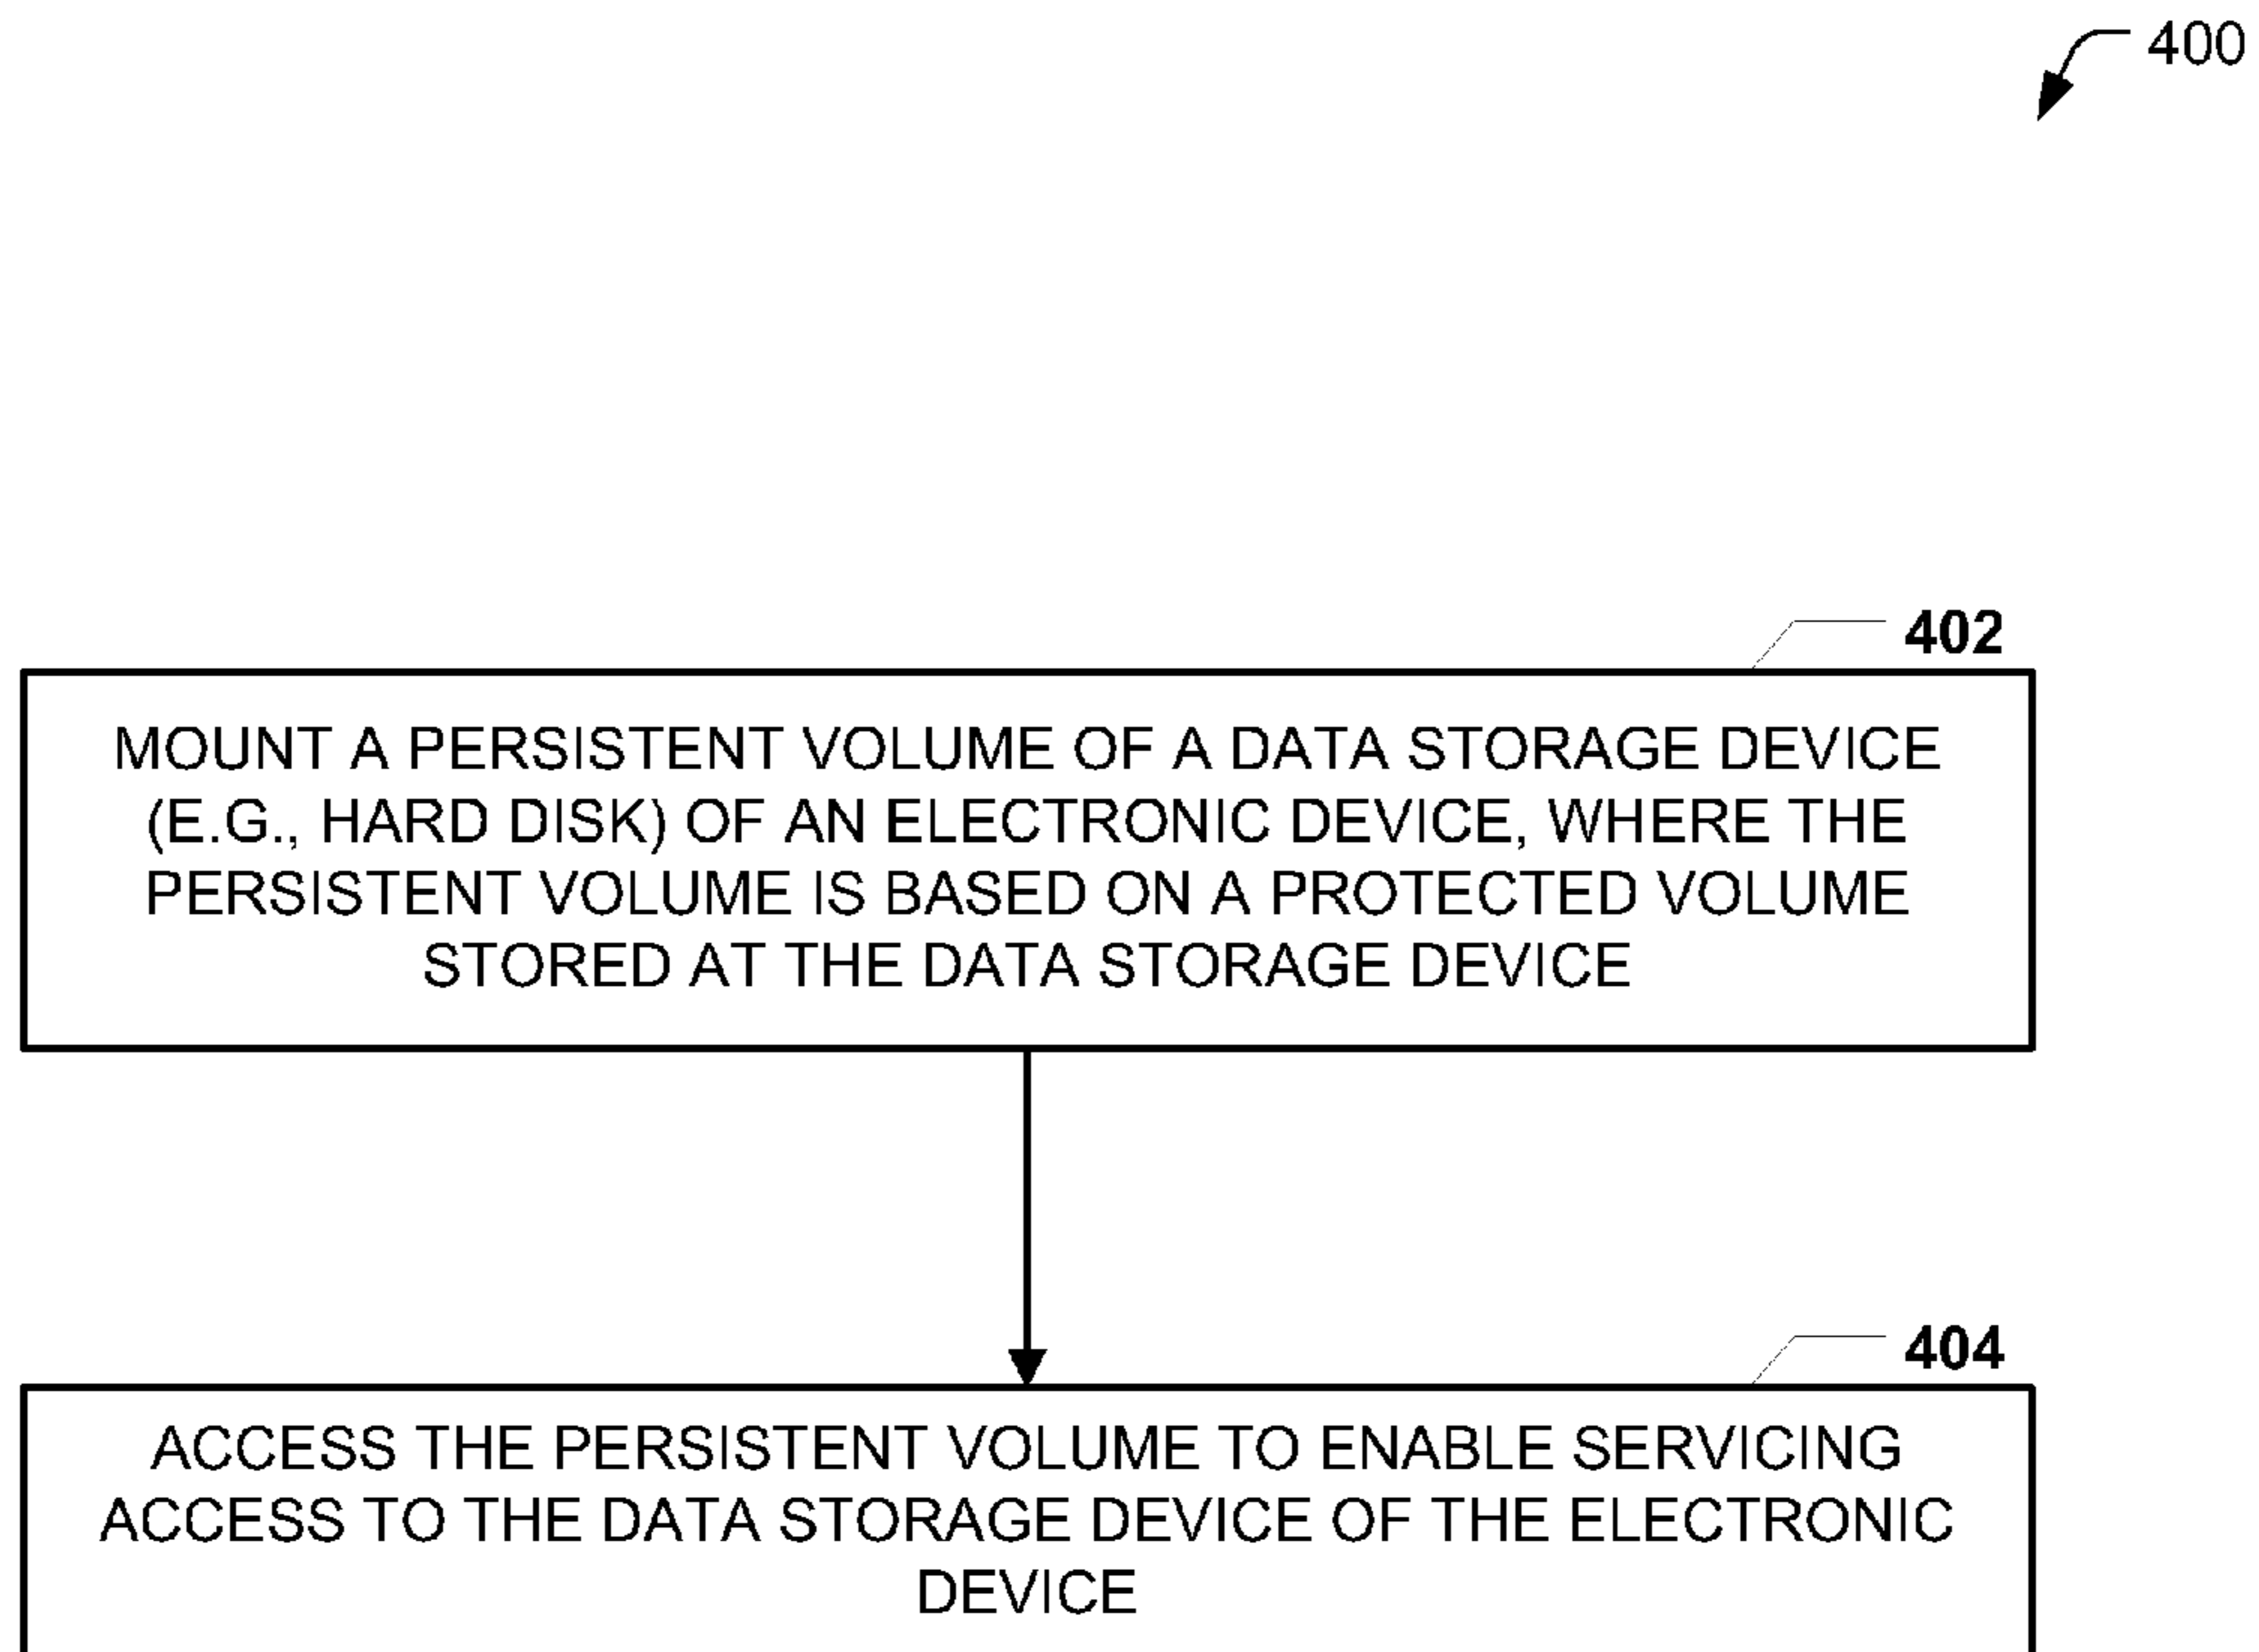 400
402
MOUNT A PERSISTENT VOLUME OF A DATA STORAGE DEVICE
(E.G., HARD DISK) OF AN ELECTRONIC DEVICE, WHERE THE
PERSISTENT VOLUME IS BASED ON A PROTECTED VOLUME
STORED AT THE DATA STORAGE DEVICE
404
ACCESS THE PERSISTENT VOLUME TO ENABLE SERVICING
ACCESS TO THE DATA STORAGE DEVICE OF THE ELECTRONIC
DEVICE